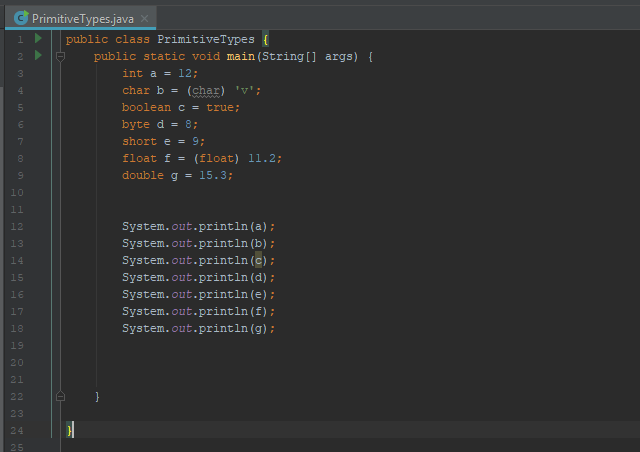 PrimitiveTypes.java
1 public class PrimitiveTypes {
2 public static void main(String[] args) {
3 int a = 12;
4 char b = (char) 'v';
5 boolean c = true;
6 byte d = 8;
7 short e = 9;
8 float f = (float) 11.2;
9 double g = 15.3;
10
11
12 System.out.println(a);
13 System.out.println(b);
14 System.out.println(c);
15 System.out.println(d);
16 System.out.println(e);
17 System.out.println(f);
18 System.out.println(g);
19
20
21
22 }
23
24 }
25